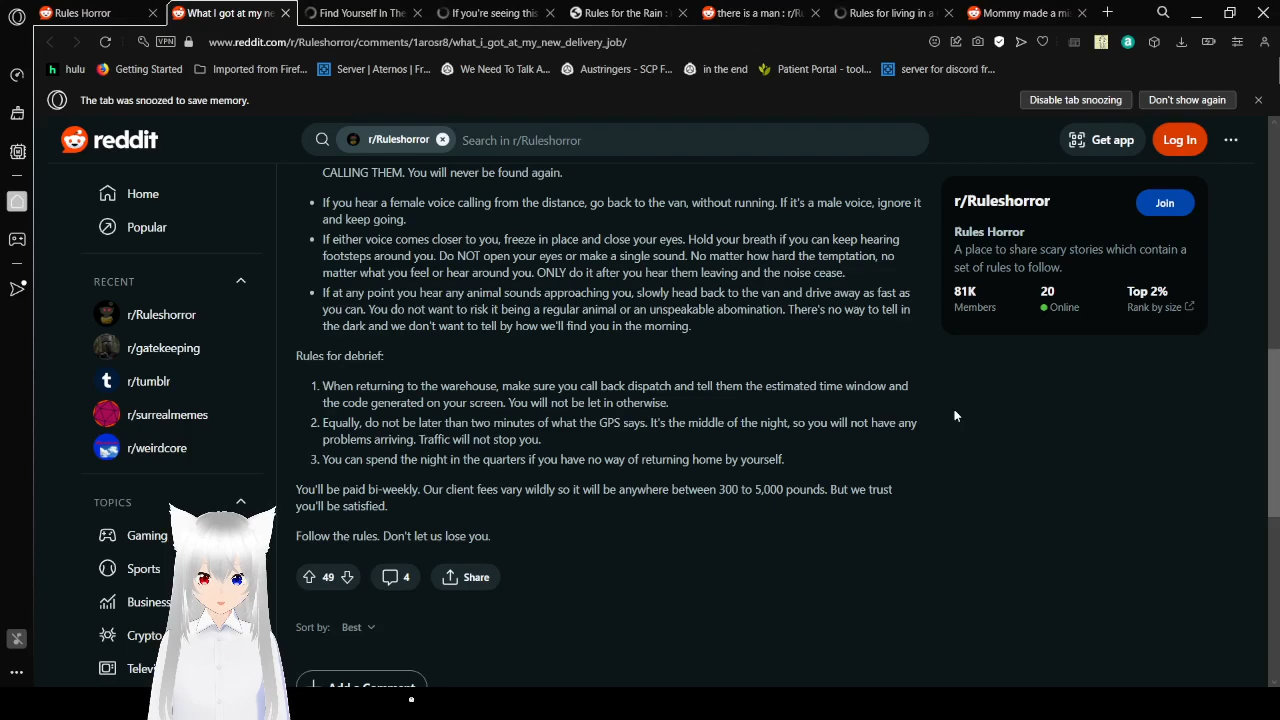 Rules Horror
What I got at my ne
Find Yourself In The
If you're seeing this
Rules for the Rain :
there is a man : r/Ru
Rules for living in a
Mommy made a mi
VPN
www.reddit.com/r/Ruleshorror/comments/1arosr8/what_i_got_at_my_new_delivery_job/
hulu
Getting Started
Imported from Firef...
Server | Aternos | Fr...
We Need To Talk A...
Austringers - SCP F...
in the end
Patient Portal - tool...
server for discord fr...
The tab was snoozed to save memory.
Disable tab snoozing
Don't show again
reddit
r/Ruleshorror
Search in r/Ruleshorror
Get app
Log In
Home
Popular
RECENT
r/Ruleshorror
r/gatekeeping
r/tumblr
r/surrealmemes
r/weirdcore
TOPICS
Gaming
Sports
Business
Crypto
Televi
CALLING THEM. You will never be found again.
If you hear a female voice calling from the distance, go back to the van, without running. If it's a male voice, ignore it
and keep going.
If either voice comes closer to you, freeze in place and close your eyes. Hold your breath if you can keep hearing
footsteps around you. Do NOT open your eyes or make a single sound. No matter how hard the temptation, no
matter what you feel or hear around you. ONLY do it after you hear them leaving and the noise cease.
If at any point you hear any animal sounds approaching you, slowly head back to the van and drive away as fast as
you can. You do not want to risk it being a regular animal or an unspeakable abomination. There's no way to tell in
the dark and we don't want to tell by how we'll find you in the morning.
Rules for debrief:
1. When returning to the warehouse, make sure you call back dispatch and tell them the estimated time window and
the code generated on your screen. You will not be let in otherwise.
2. Equally, do not be later than two minutes of what the GPS says. It's the middle of the night, so you will not have any
problems arriving. Traffic will not stop you.
3. You can spend the night in the quarters if you have no way of returning home by yourself.
You'll be paid bi-weekly. Our client fees vary wildly so it will be anywhere between 300 to 5,000 pounds. But we trust
you'll be satisfied.
Follow the rules. Don't let us lose you.
49
4
Share
Sort by:
Best
Add a Comment
r/Ruleshorror
Join
Rules Horror
A place to share scary stories which contain a
set of rules to follow.
81K
20
Top 2%
Members
Online
Rank by size